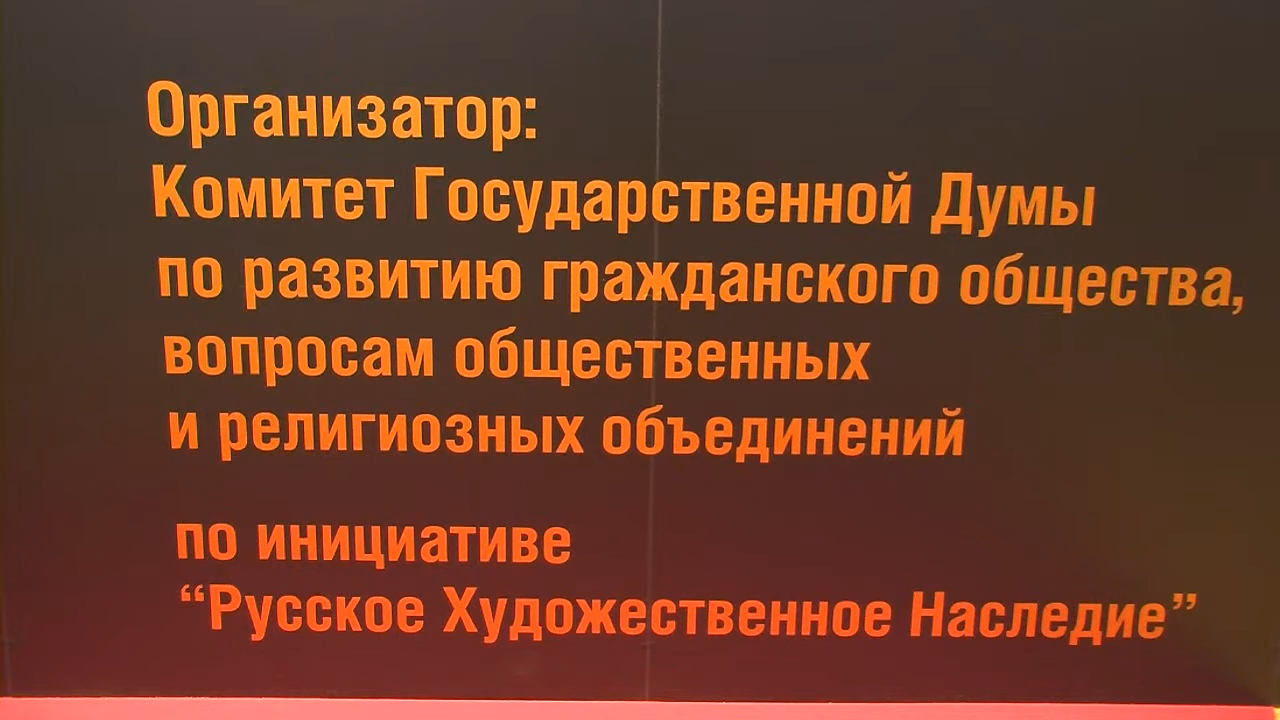 Организатор:
Комитет Государственной Думы
по развитию гражданского общества,
вопросам общественных
и религиозных объединений
по инициативе
“Русское Художественное Наследие”